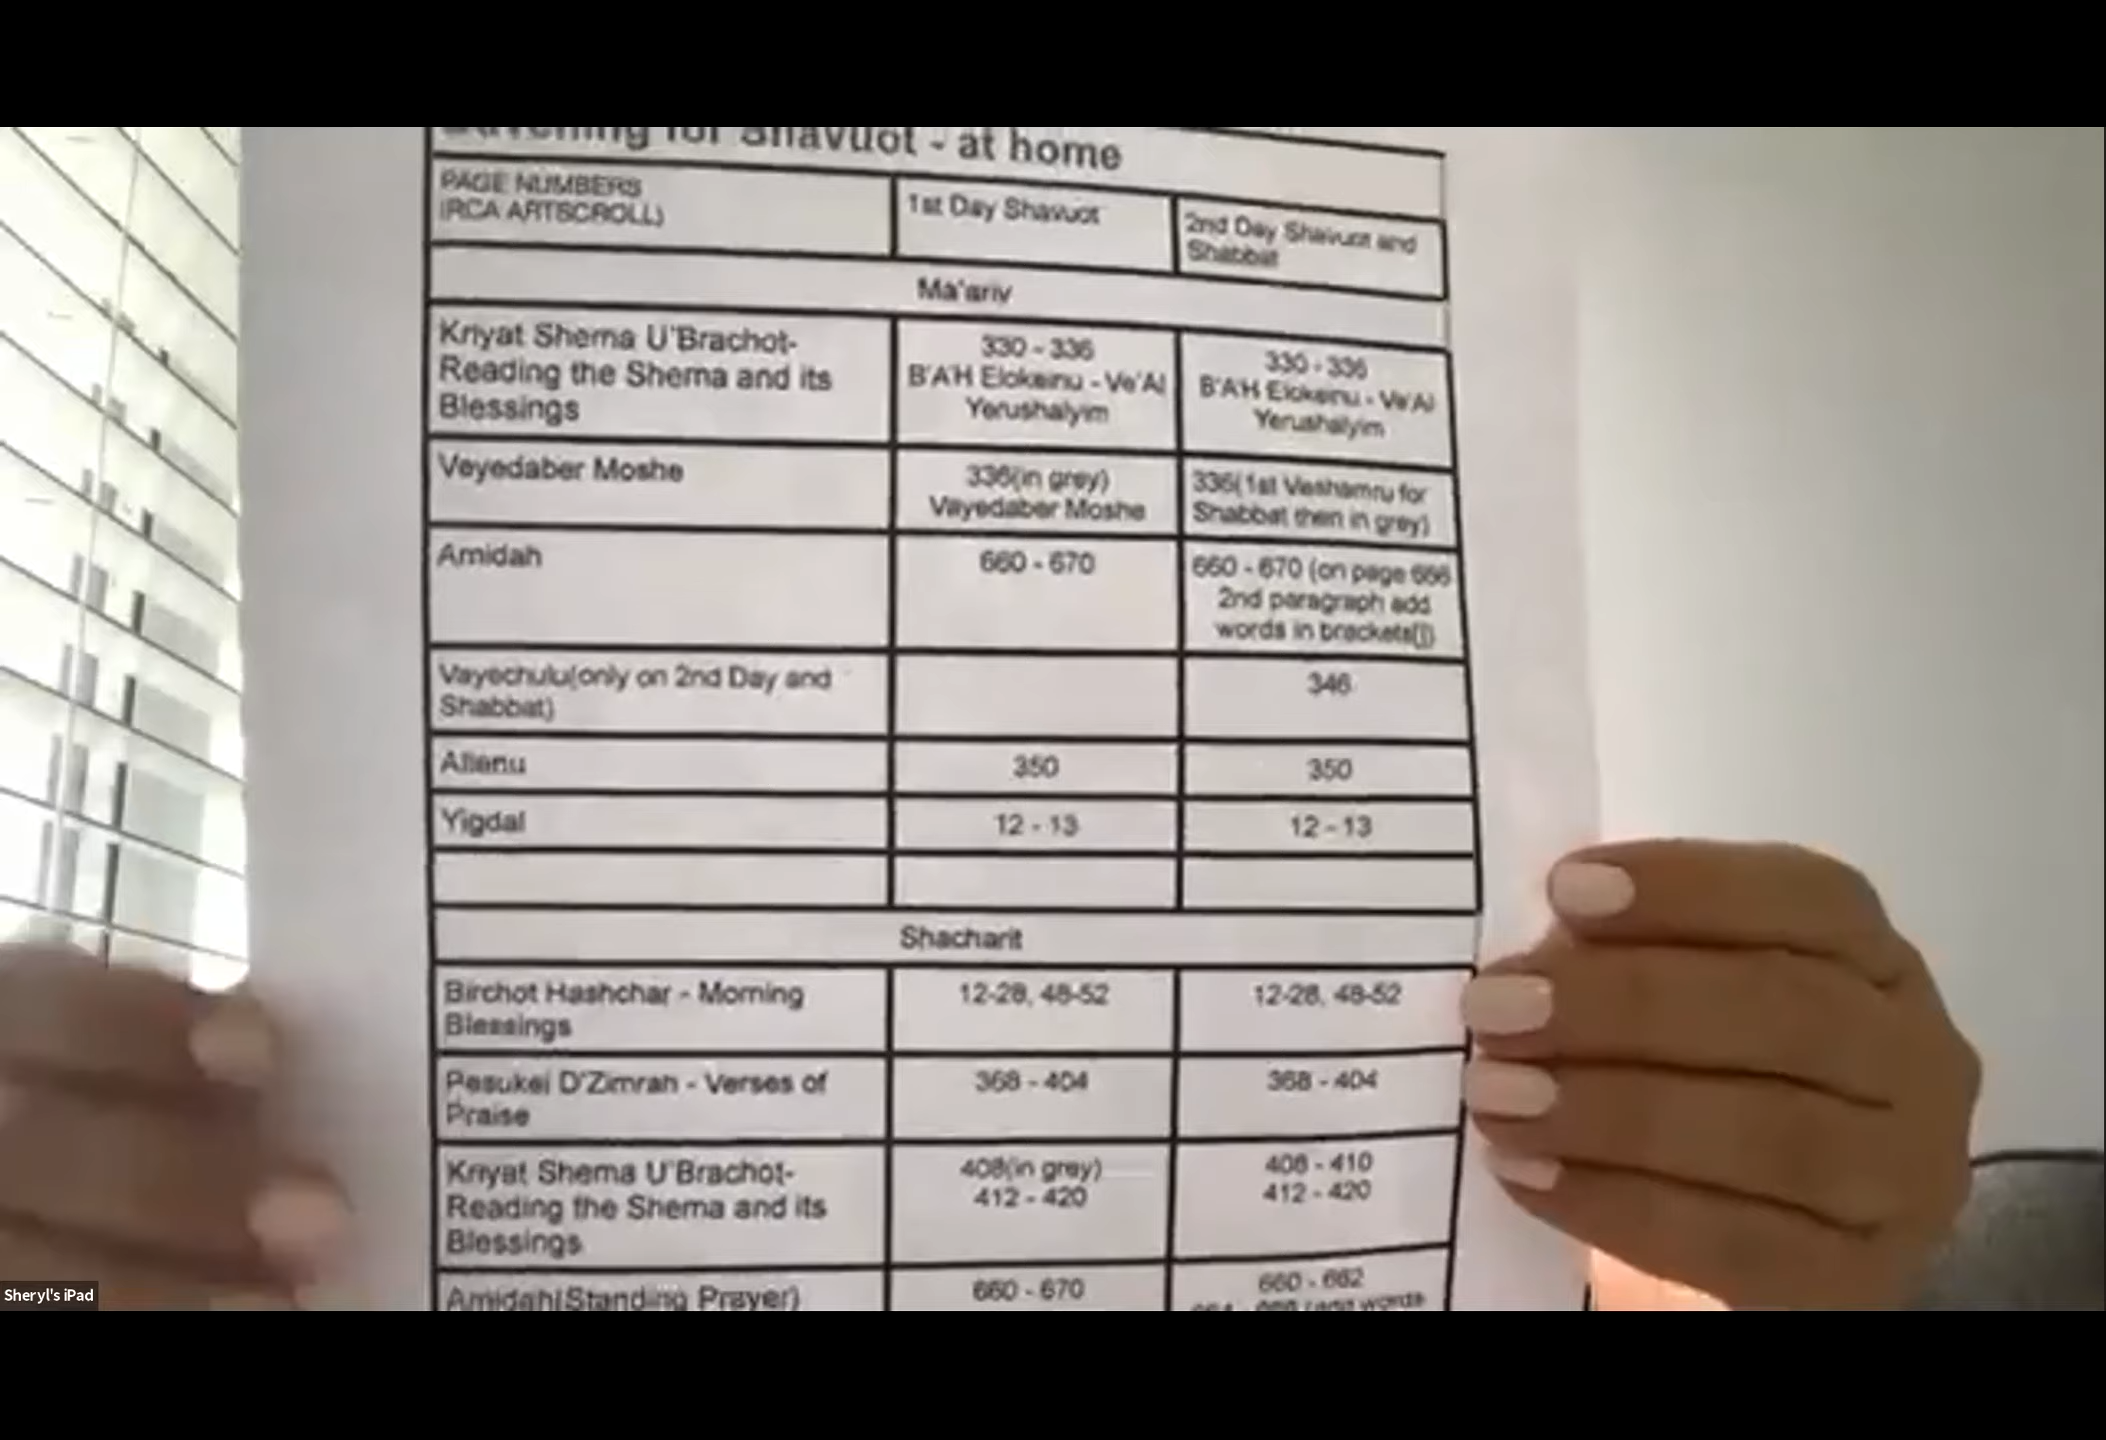 Davening for Shavuot - at home
PAGE NUMBERS
(RCA ARTSCROLL)
1st Day Shavuot
2nd Day Shavuot and
Shabbat
Ma'ariv
Kriyat Shema U'Brachot-
Reading the Shema and its
Blessings
330 - 336
B'A'H Elokeinu - Ve'Al
Yerushalyim
330 - 336
B'A'H Elokeinu - Ve'Al
Yerushalyim
Veyedaber Moshe
336(in grey)
Vayedaber Moshe
336(1st Veshamru for
Shabbat then in grey)
Amidah
660 - 670
660 - 670 (on page 666
2nd paragraph add
words in brackets[])
Vayechulu(only on 2nd Day and
Shabbat)
346
Alienu
350
350
Yigdal
12 - 13
12 - 13
Shacharit
Birchot Hashchar - Morning
Blessings
12-28, 48-52
12-28, 48-52
Pesukei D'Zimrah - Verses of
Praise
368 - 404
368 - 404
Kriyat Shema U'Brachot-
Reading the Shema and its
Blessings
408(in grey)
412 - 420
408 - 410
412 - 420
Amidah(Standing Prayer)
660 - 670
660 - 662
words
Sheryl's iPad